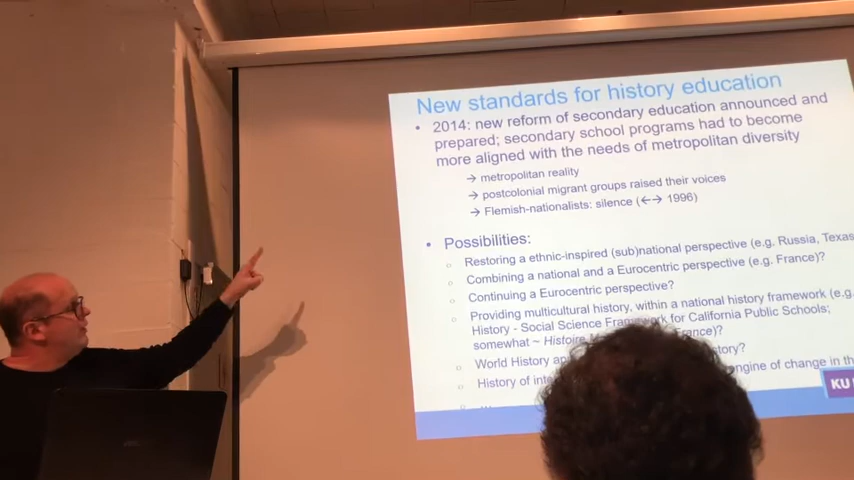 New standards for history education
• 2014: new reform of secondary education announced and
prepared; secondary school programs had to become
more aligned with the needs of metropolitan diversity
→ metropolitan reality
→ postcolonial migrant groups raised their voices
→ Flemish-nationalists: silence (←→ 1996)
• Possibilities:
○ Restoring a ethnic-inspired (sub)national perspective (e.g. Russia, Texas
○ Combining a national and a Eurocentric perspective (e.g. France)?
○ Continuing a Eurocentric perspective?
○ Providing multicultural history, within a national history framework (e.g.
History - Social Science Framework for California Public Schools;
somewhat ~ Histoire France)?
○ World History
○ History of engine of change in
KU